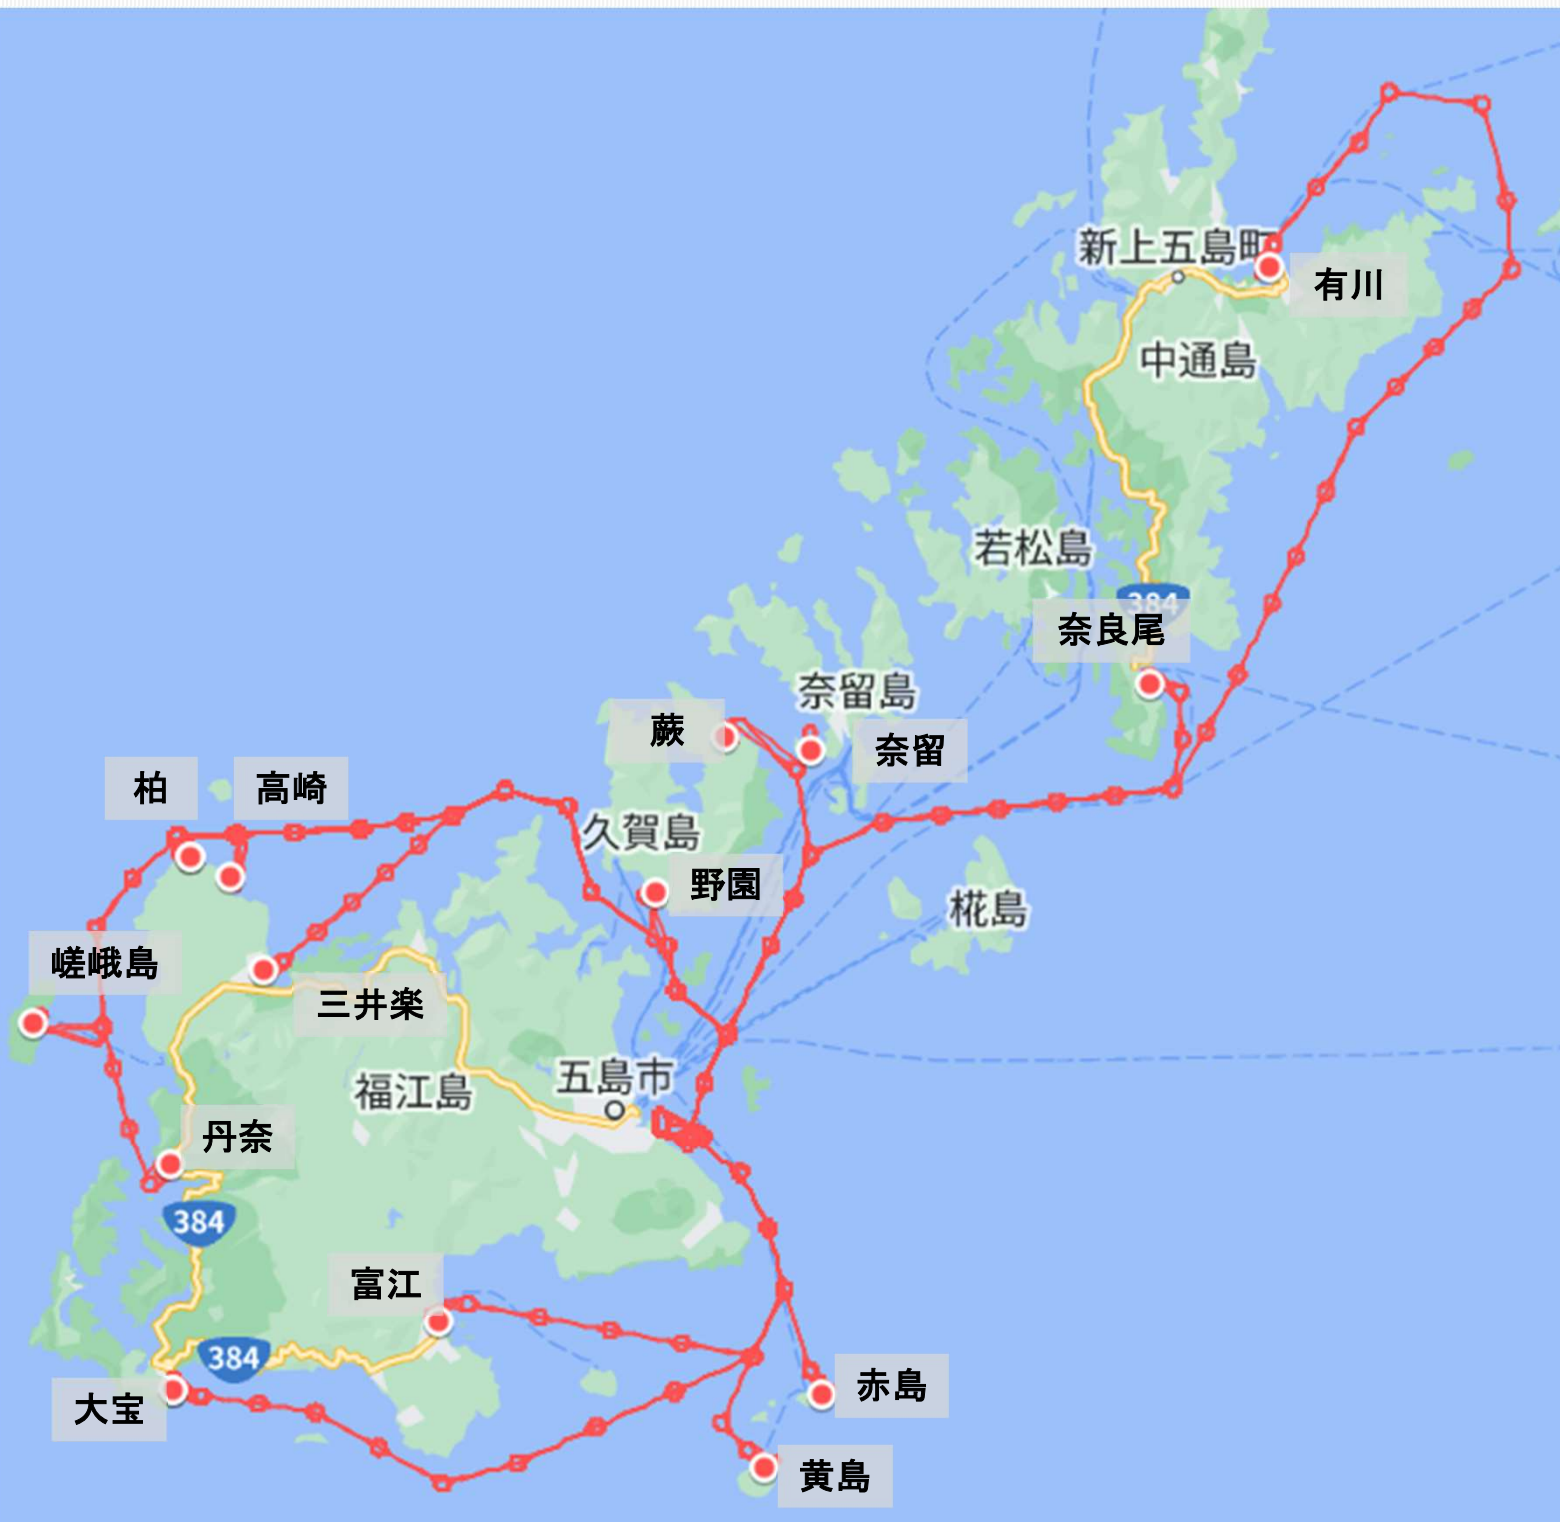 新上五島町
有川
中通島
若松島
384
奈良尾
奈留島
蕨
奈留
柏
高崎
久賀島
野園
椛島
嵯峨島
三井楽
五島市
福江島
丹奈
384
富江
384
大宝
赤島
黄島